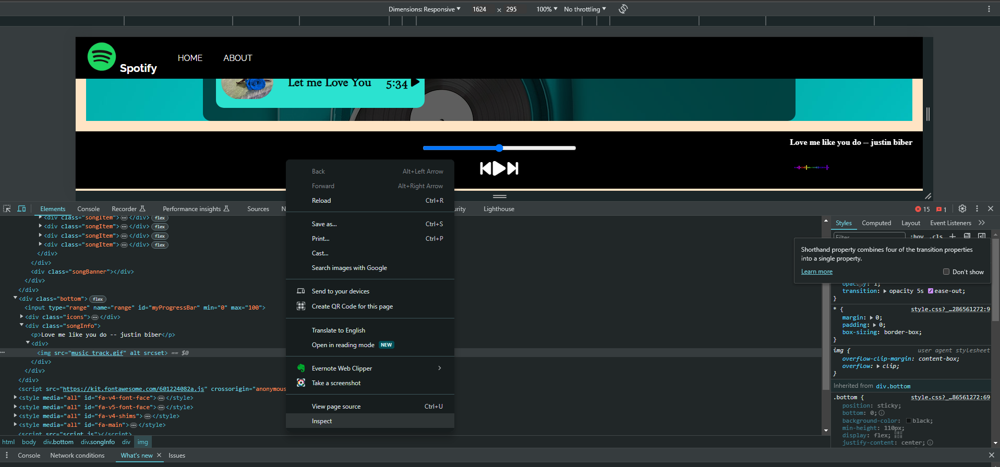 Dimensions: Responsive 1624 × 295 100% No throttling
Spotify HOME ABOUT
Let me Love You 5:34
Love me like you do -- justin biber
Back Alt+Left Arrow
Forward Alt+Right Arrow
Reload Ctrl+R
Save as... Ctrl+S
Print... Ctrl+P
Cast...
Search images with Google
Send to your devices
Create QR Code for this page
Translate to English
Open in reading mode NEW
Evernote Web Clipper
Take a screenshot
View page source Ctrl+U
Inspect
Elements Console Recorder Performance insights Sources N urity Lighthouse 15 1
<div class="songItem"> </div> flex
<div class="songItem"> </div> flex
<div class="songItem"> </div> flex
<div class="songItem"> </div> flex
</div>
</div>
<div class="songBanner"></div>
</div>
</div>
<div class="bottom"> flex
<input type="range" name="range" id="myProgressBar" min="0" max="100">
<div class="icons"> </div>
<div class="songInfo">
<p>Love me like you do -- justin biber</p>
<div>
<img src="music track.gif" alt srcset> == $0
</div>
</div>
</div>
<script src="https://kit.fontawesome.com/601224082a.js" crossorigin="anonymous
<style media="all" id="fa-v4-font-face"> </style>
<style media="all" id="fa-v5-font-face"> </style>
<style media="all" id="fa-v4-shims"> </style>
<style media="all" id="fa-main"> </style>
<script src="script.js"></script>
html body div.bottom div.songInfo div img
Styles Computed Layout Event Listeners
Filter :hov .cls
Shorthand property combines four of the transition properties
into a single property.
Learn more Don't show
opacity: 1;
transition: opacity 5s ease-out;
}
* { style.css?_…286561272:9
margin: 0;
padding: 0;
box-sizing: border-box;
}
img { user agent stylesheet
overflow-clip-margin: content-box;
overflow: clip;
}
Inherited from div.bottom
.bottom { style.css?_…86561272:69
position: sticky;
bottom: 0;
background-color: black;
min-height: 110px;
display: flex;
justify-content: center;
Console Network conditions What's new Issues